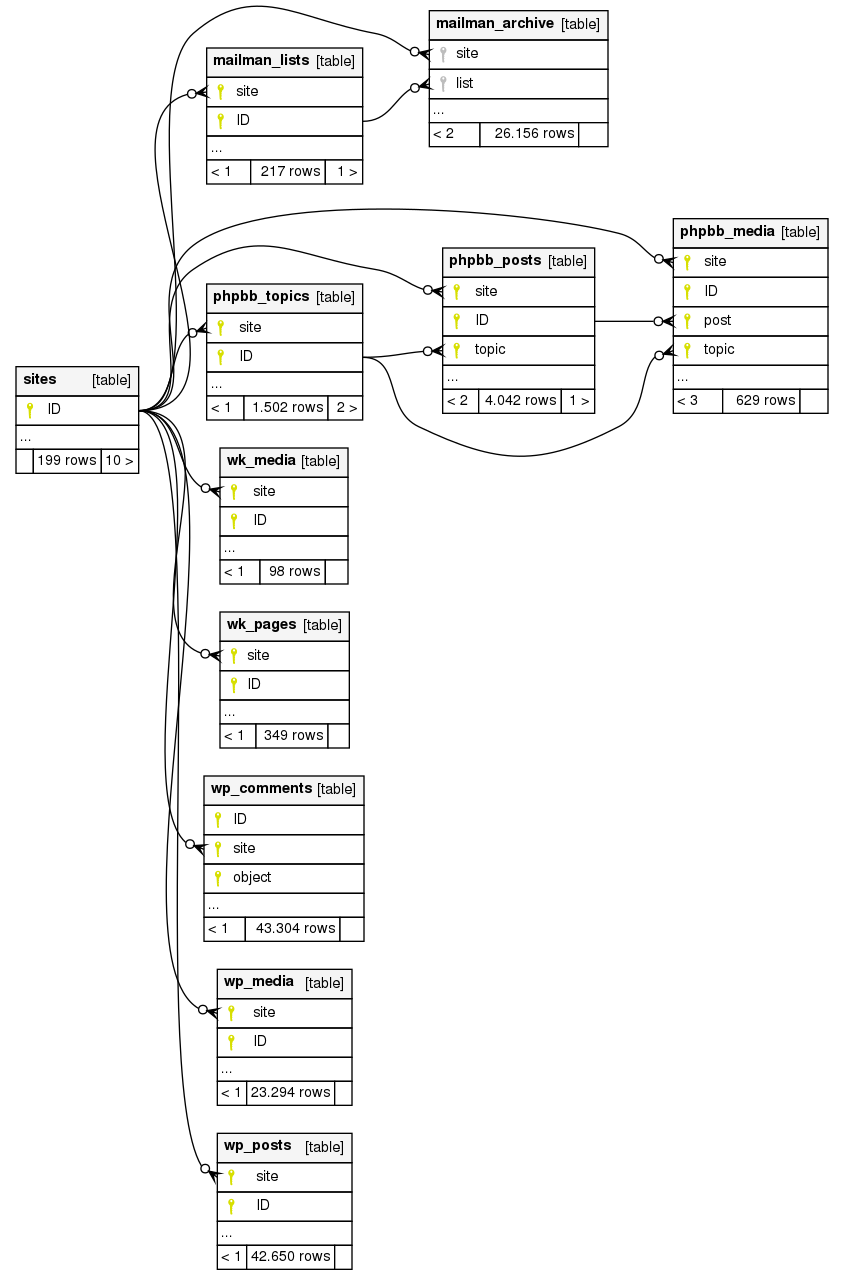 mailman_archive [table]
site
list
...
< 2 26.156 rows
mailman_lists [table]
site
ID
...
< 1 217 rows 1 >
phpbb_media [table]
site
ID
post
topic
...
< 3 629 rows
phpbb_posts [table]
site
ID
topic
...
< 2 4.042 rows 1 >
phpbb_topics [table]
site
ID
...
< 1 1.502 rows 2 >
sites [table]
ID
...
199 rows 10 >
wk_media [table]
site
ID
...
< 1 98 rows
wk_pages [table]
site
ID
...
< 1 349 rows
wp_comments [table]
ID
site
object
...
< 1 43.304 rows
wp_media [table]
site
ID
...
< 1 23.294 rows
wp_posts [table]
site
ID
...
< 1 42.650 rows